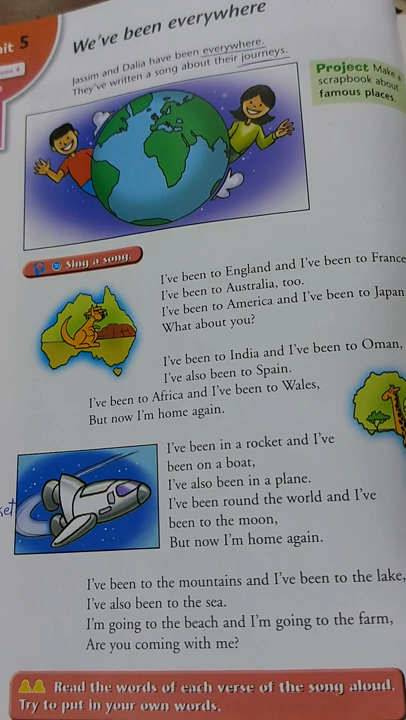 We've been everywhere
Unit 5
Jassim and Dalia have been everywhere.
They've written a song about their journeys.
Project Make a
scrapbook about
famous places.
Sing a song.
I've been to England and I've been to France
I've been to Australia, too.
I've been to America and I've been to Japan
What about you?
I've been to India and I've been to Oman,
I've also been to Spain.
I've been to Africa and I've been to Wales,
But now I'm home again.
I've been in a rocket and I've
been on a boat,
I've also been in a plane.
I've been round the world and I've
been to the moon,
But now I'm home again.
I've been to the mountains and I've been to the lake,
I've also been to the sea.
I'm going to the beach and I'm going to the farm,
Are you coming with me?
Read the words of each verse of the song aloud.
Try to put in your own words.